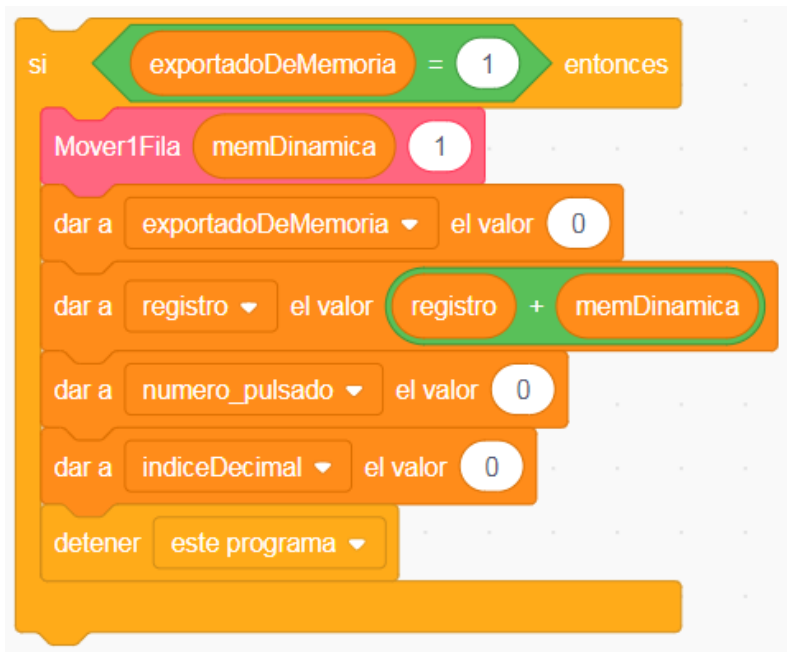 si exportadoDeMemoria = 1 entonces
Mover1Fila memDinamica 1
dar a exportadoDeMemoria el valor 0
dar a registro el valor registro + memDinamica
dar a numero_pulsado el valor 0
dar a indiceDecimal el valor 0
detener este programa